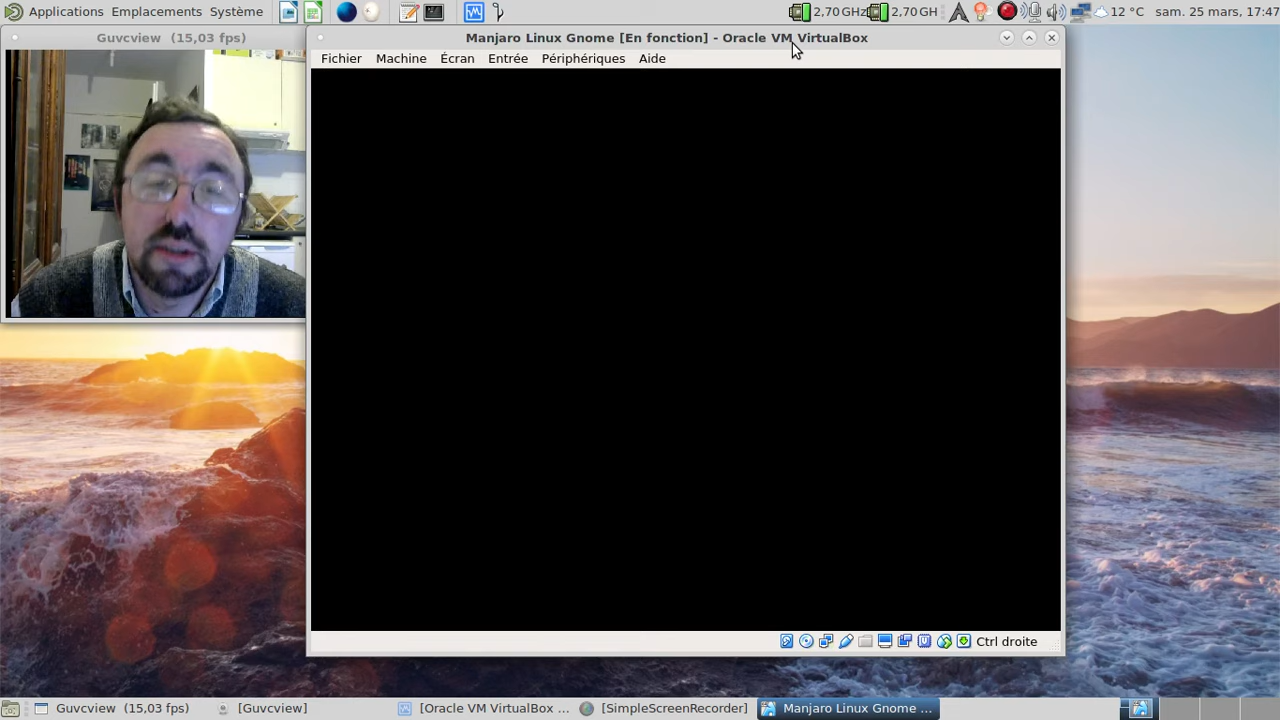 Applications Emplacements Système
2,70 GHz 2,70 GH
12 °C sam. 25 mars, 17:47
Guvcview (15,03 fps)
Manjaro Linux Gnome [En fonction] - Oracle VM VirtualBox
Fichier Machine Écran Entrée Périphériques Aide
Ctrl droite
Guvcview (15,03 fps) [Guvcview] [Oracle VM VirtualBox ... [SimpleScreenRecorder] Manjaro Linux Gnome ...